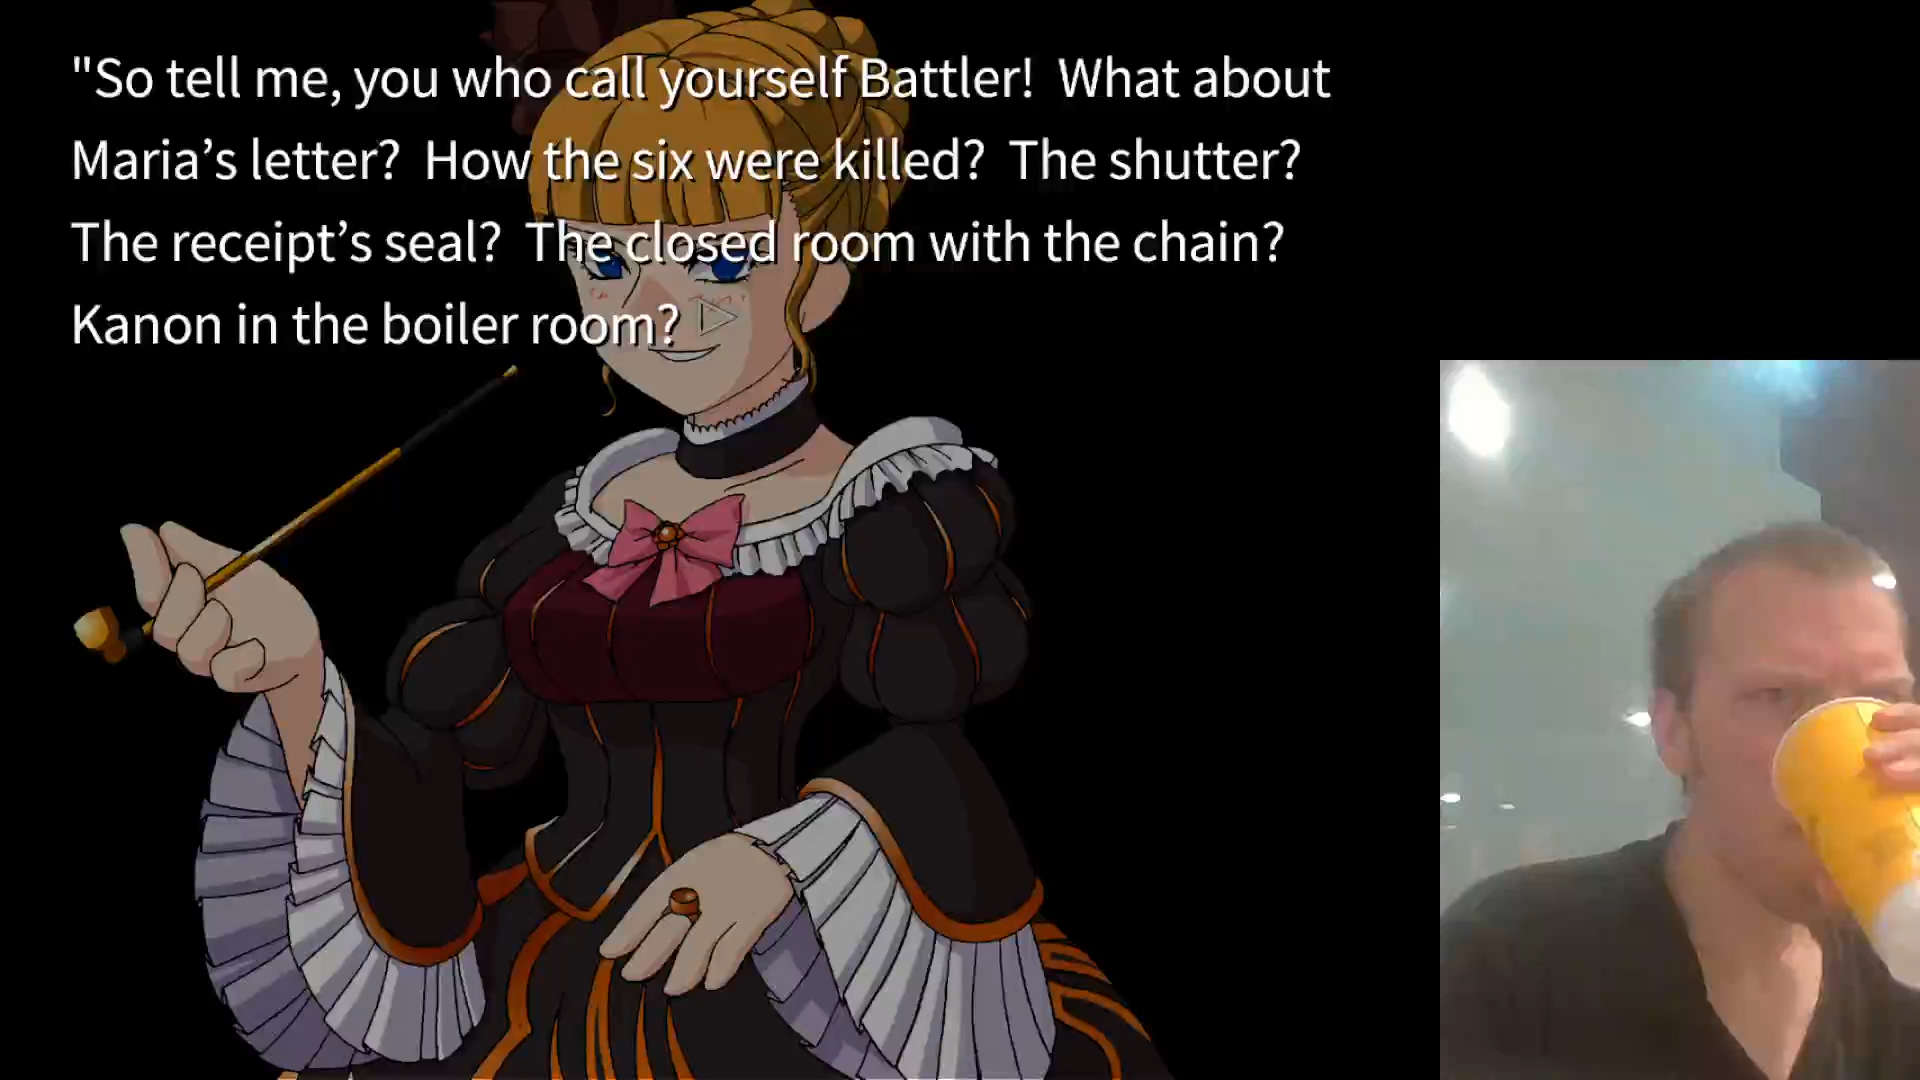 "So tell me, you who call yourself Battler!  What about
Maria’s letter?  How the six were killed?  The shutter?
The receipt’s seal?  The closed room with the chain?
Kanon in the boiler room?